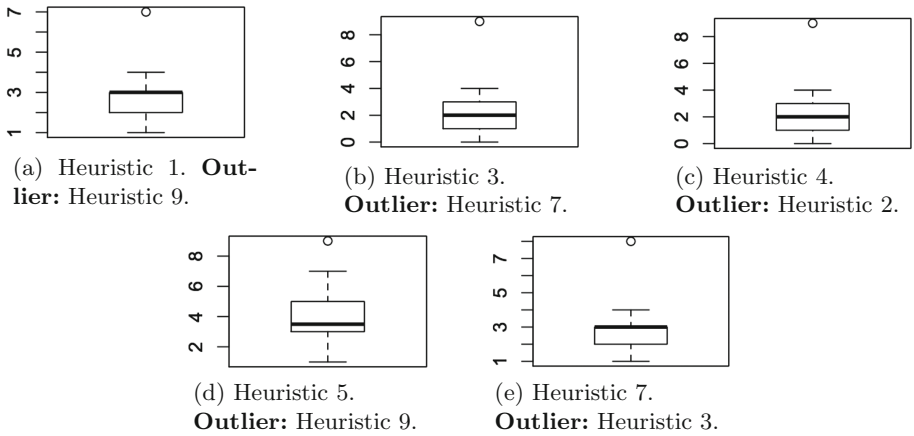 7
5
3
1
(a) Heuristic 1. Out-
lier: Heuristic 9.
8
6
4
2
0
(b) Heuristic 3.
Outlier: Heuristic 7.
8
6
4
2
0
(c) Heuristic 4.
Outlier: Heuristic 2.
8
6
4
2
(d) Heuristic 5.
Outlier: Heuristic 9.
7
5
3
1
(e) Heuristic 7.
Outlier: Heuristic 3.